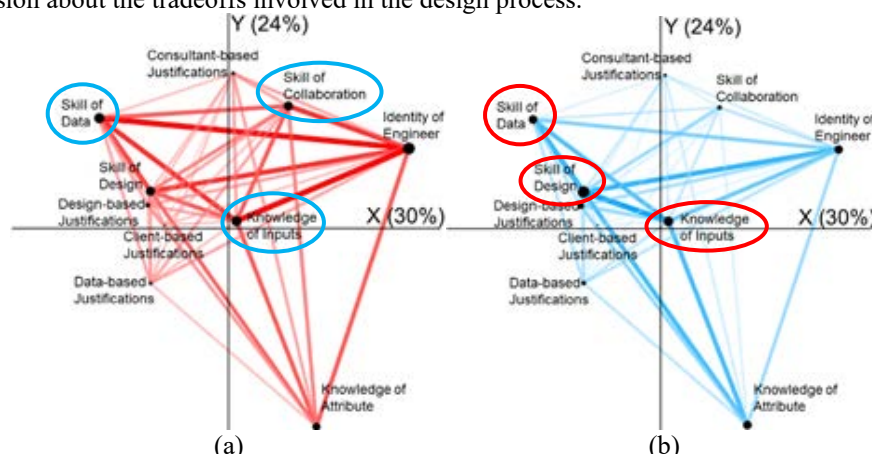 sion about the tradeoffs involved in the design process.
Y (24%)
Consultant-based
Justifications
Skill of
Collaboration
Skill of
Data
Identity of
Engineer
Skill of
Design
Design-based
Justifications
Knowledge
of Inputs
X (30%)
Client-based
Justifications
Data-based
Justifications
Knowledge of
Attribute
(a)
Y (24%)
Consultant-based
Justifications
Skill of
Collaboration
Skill of
Data
Identity of
Engineer
Skill of
Design
Design-based
Justifications
Knowledge
of Inputs
X (30%)
Client-based
Justifications
Data-based
Justifications
Knowledge of
Attribute
(b)